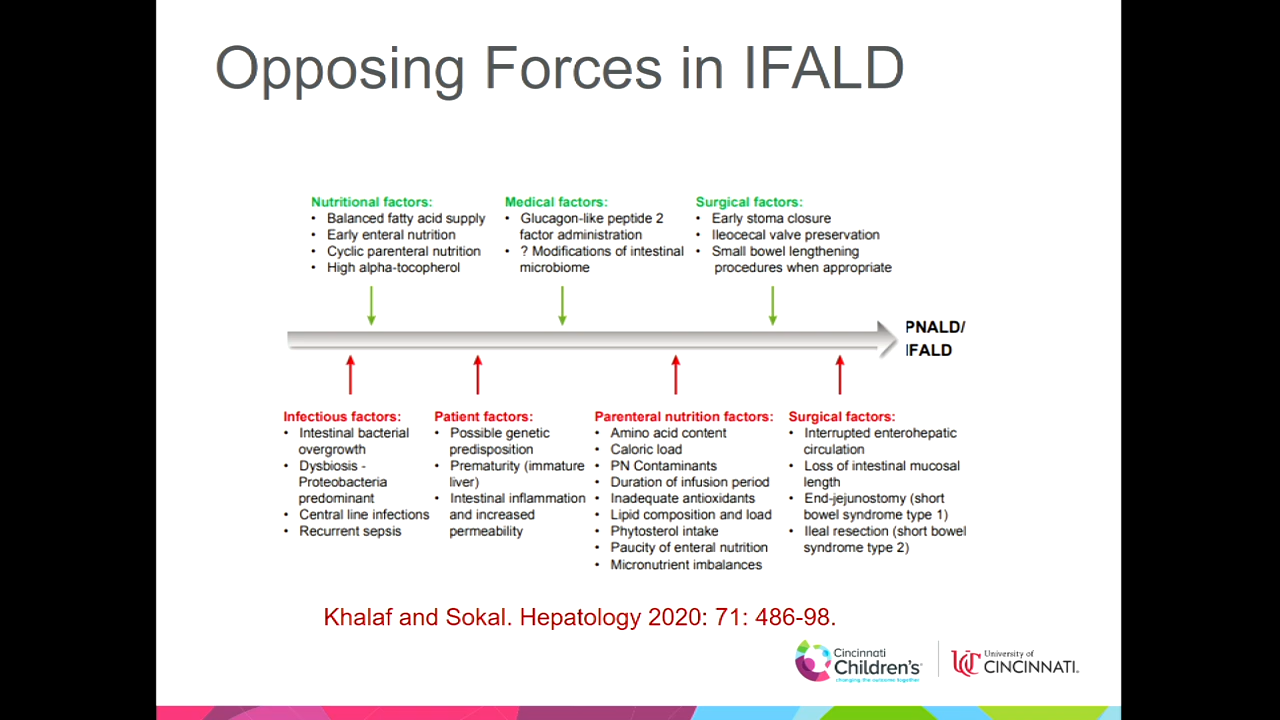 Opposing Forces in IFALD
Nutritional factors:
• Balanced fatty acid supply
• Early enteral nutrition
• Cyclic parenteral nutrition
• High alpha-tocopherol
Medical factors:
• Glucagon-like peptide 2
factor administration
• ? Modifications of intestinal
microbiome
Surgical factors:
• Early stoma closure
• Ileocecal valve preservation
• Small bowel lengthening
procedures when appropriate
PNALD/
IFALD
Infectious factors:
• Intestinal bacterial
overgrowth
• Dysbiosis -
Proteobacteria
predominant
• Central line infections
• Recurrent sepsis
Patient factors:
• Possible genetic
predisposition
• Prematurity (immature
liver)
• Intestinal inflammation
and increased
permeability
Parenteral nutrition factors:
• Amino acid content
• Caloric load
• PN Contaminants
• Duration of infusion period
• Inadequate antioxidants
• Lipid composition and load
• Phytosterol intake
• Paucity of enteral nutrition
• Micronutrient imbalances
Surgical factors:
• Interrupted enterohepatic
circulation
• Loss of intestinal mucosal
length
• End-jejunostomy (short
bowel syndrome type 1)
• Ileal resection (short bowel
syndrome type 2)
Khalaf and Sokal. Hepatology 2020: 71: 486-98.
Cincinnati
Children's
changing the outcome together
UC
University of
CINCINNATI.